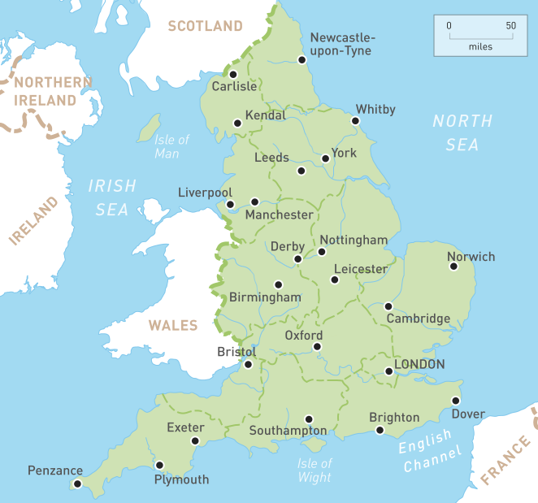 SCOTLAND
0 50
miles
Newcastle-
upon-Tyne
Carlisle
NORTHERN
IRELAND
Kendal
Whitby
NORTH
SEA
Isle of
Man
Leeds
York
IRISH
SEA
Liverpool
Manchester
IRELAND
Derby
Nottingham
Norwich
Leicester
Birmingham
Cambridge
WALES
Oxford
Bristol
LONDON
Dover
Brighton
Southampton
Exeter
English
Channel
FRANCE
Isle of
Wight
Penzance
Plymouth